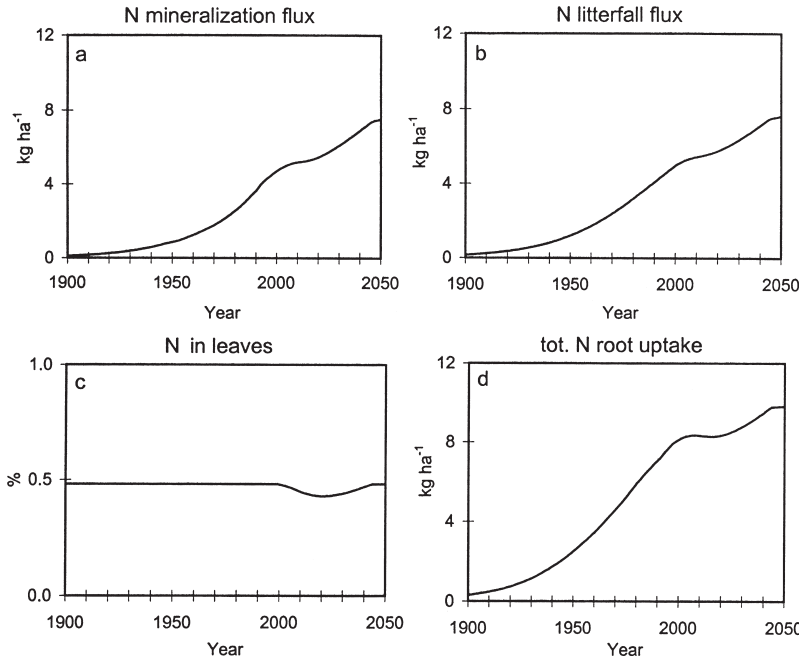 N mineralization flux
12
a
8
kg ha-1
4
0
1900 1950 2000 2050
Year
N litterfall flux
12
b
8
kg ha-1
4
0
1900 1950 2000 2050
Year
N in leaves
1.0
c
% 0.5
0.0
1900 1950 2000 2050
Year
tot. N root uptake
12
d
8
kg ha-1
4
0
1900 1950 2000 2050
Year